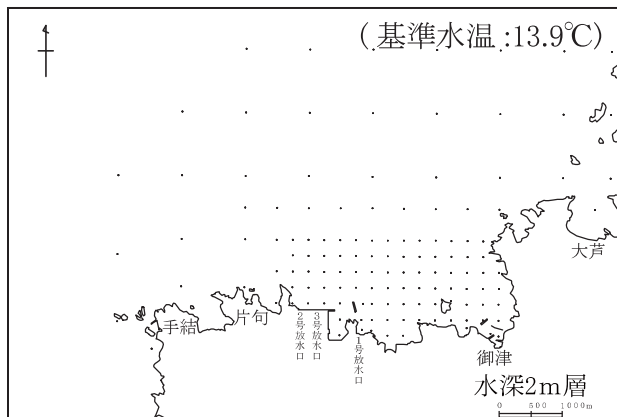 (基準水温:13.9℃)
大芦
手結
片句
2号放水口
3号放水口
1号放水口
御津
水深2m層
0 500 1000m